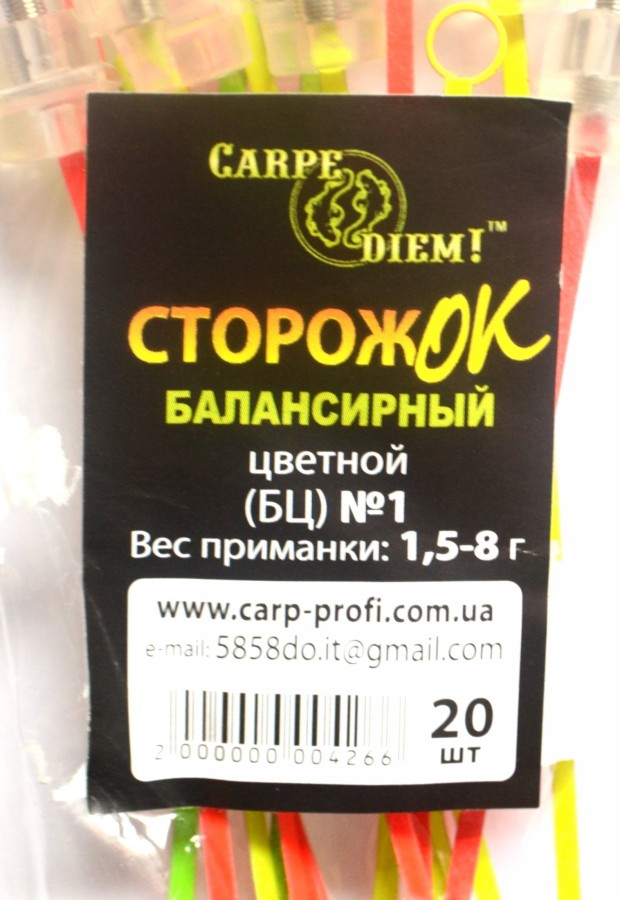 CARPE
DIEM!™
СТОРОЖОК
БАЛАНСИРНЫЙ
цветной
(БЦ) №1
Вес приманки: 1,5-8 г
www.carp-profi.com.ua
e-mail: 5858do.it@gmail.com
20
шт
2 000000 004266